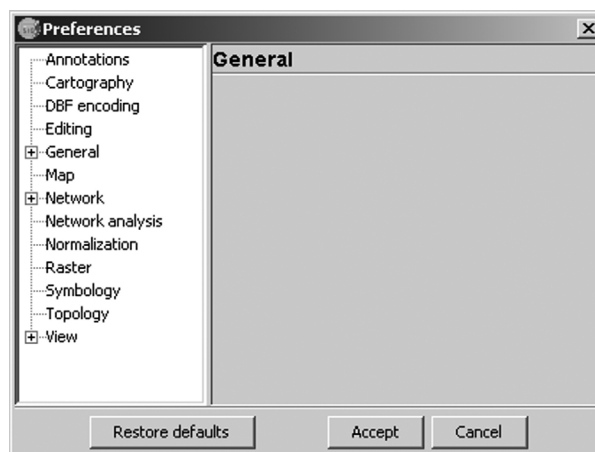 Preferences
Annotations
Cartography
DBF encoding
Editing
General
Map
Network
Network analysis
Normalization
Raster
Symbology
Topology
View
General
Restore defaults
Accept
Cancel